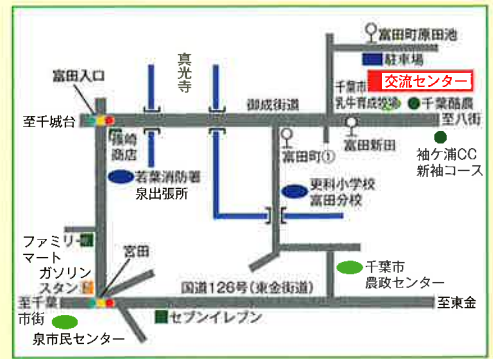 富田町原田池
駐車場
交流センター
千葉市
乳牛育成牧場
千葉酪農
真光寺
富田入口
御成街道
至千城台
至八街
篠崎
商店
富田町①
富田新田
袖ケ浦CC
新袖コース
若葉消防署
泉出張所
更科小学校
富田分校
ファミリー
マート
ガソリン
スタンド
宮田
千葉市
農政センター
国道126号(東金街道)
至千葉
市街
至東金
泉市民センター
セブンイレブン